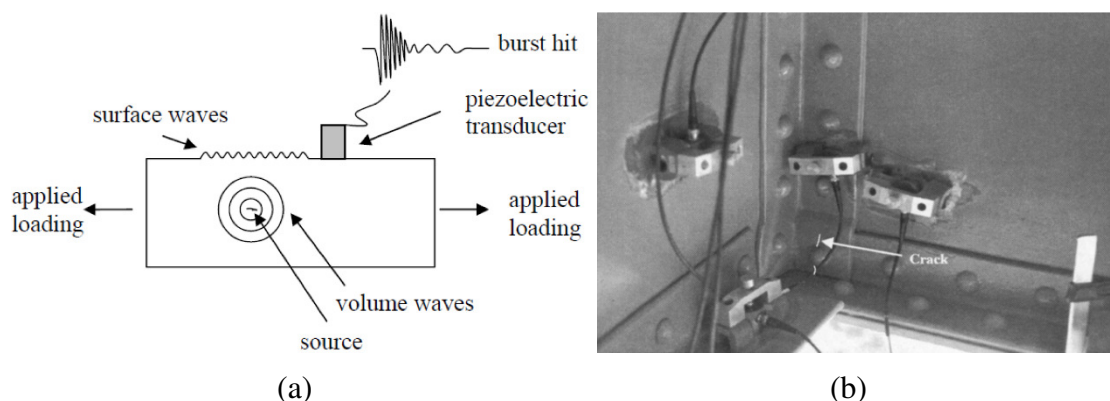 burst hit
piezoelectric
transducer
surface waves
applied
loading
applied
loading
volume waves
source
Crack
(a)
(b)